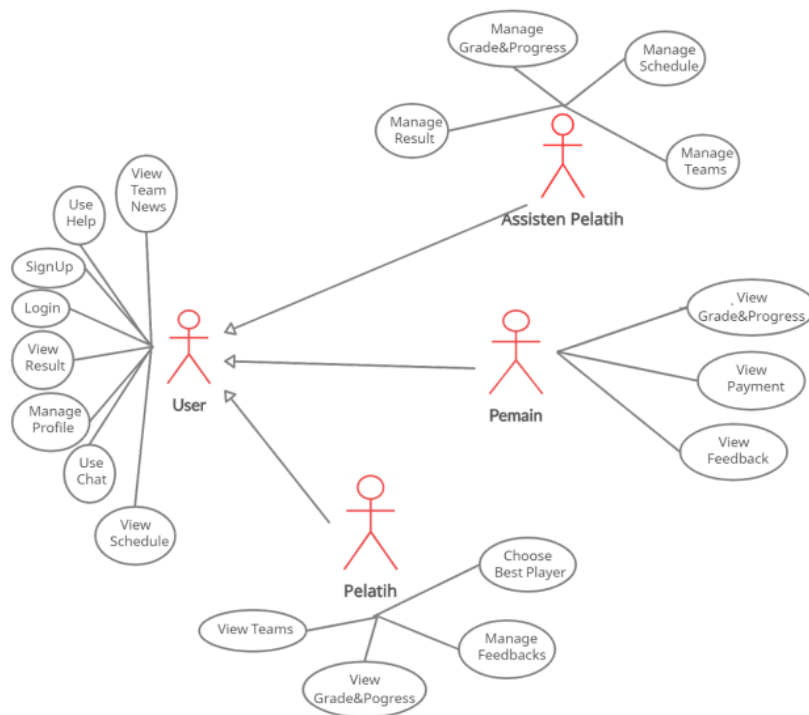 Manage
Grade&Progress
Manage
Schedule
Manage
Result
Manage
Teams
Assisten Pelatih
View
Team
News
Use
Help
SignUp
Login
View
Result
Manage
Profile
Use
Chat
View
Schedule
User
View
Grade&Progress
View
Payment
View
Feedback
Pemain
Pelatih
Choose
Best Player
View Teams
Manage
Feedbacks
View
Grade&Pogress